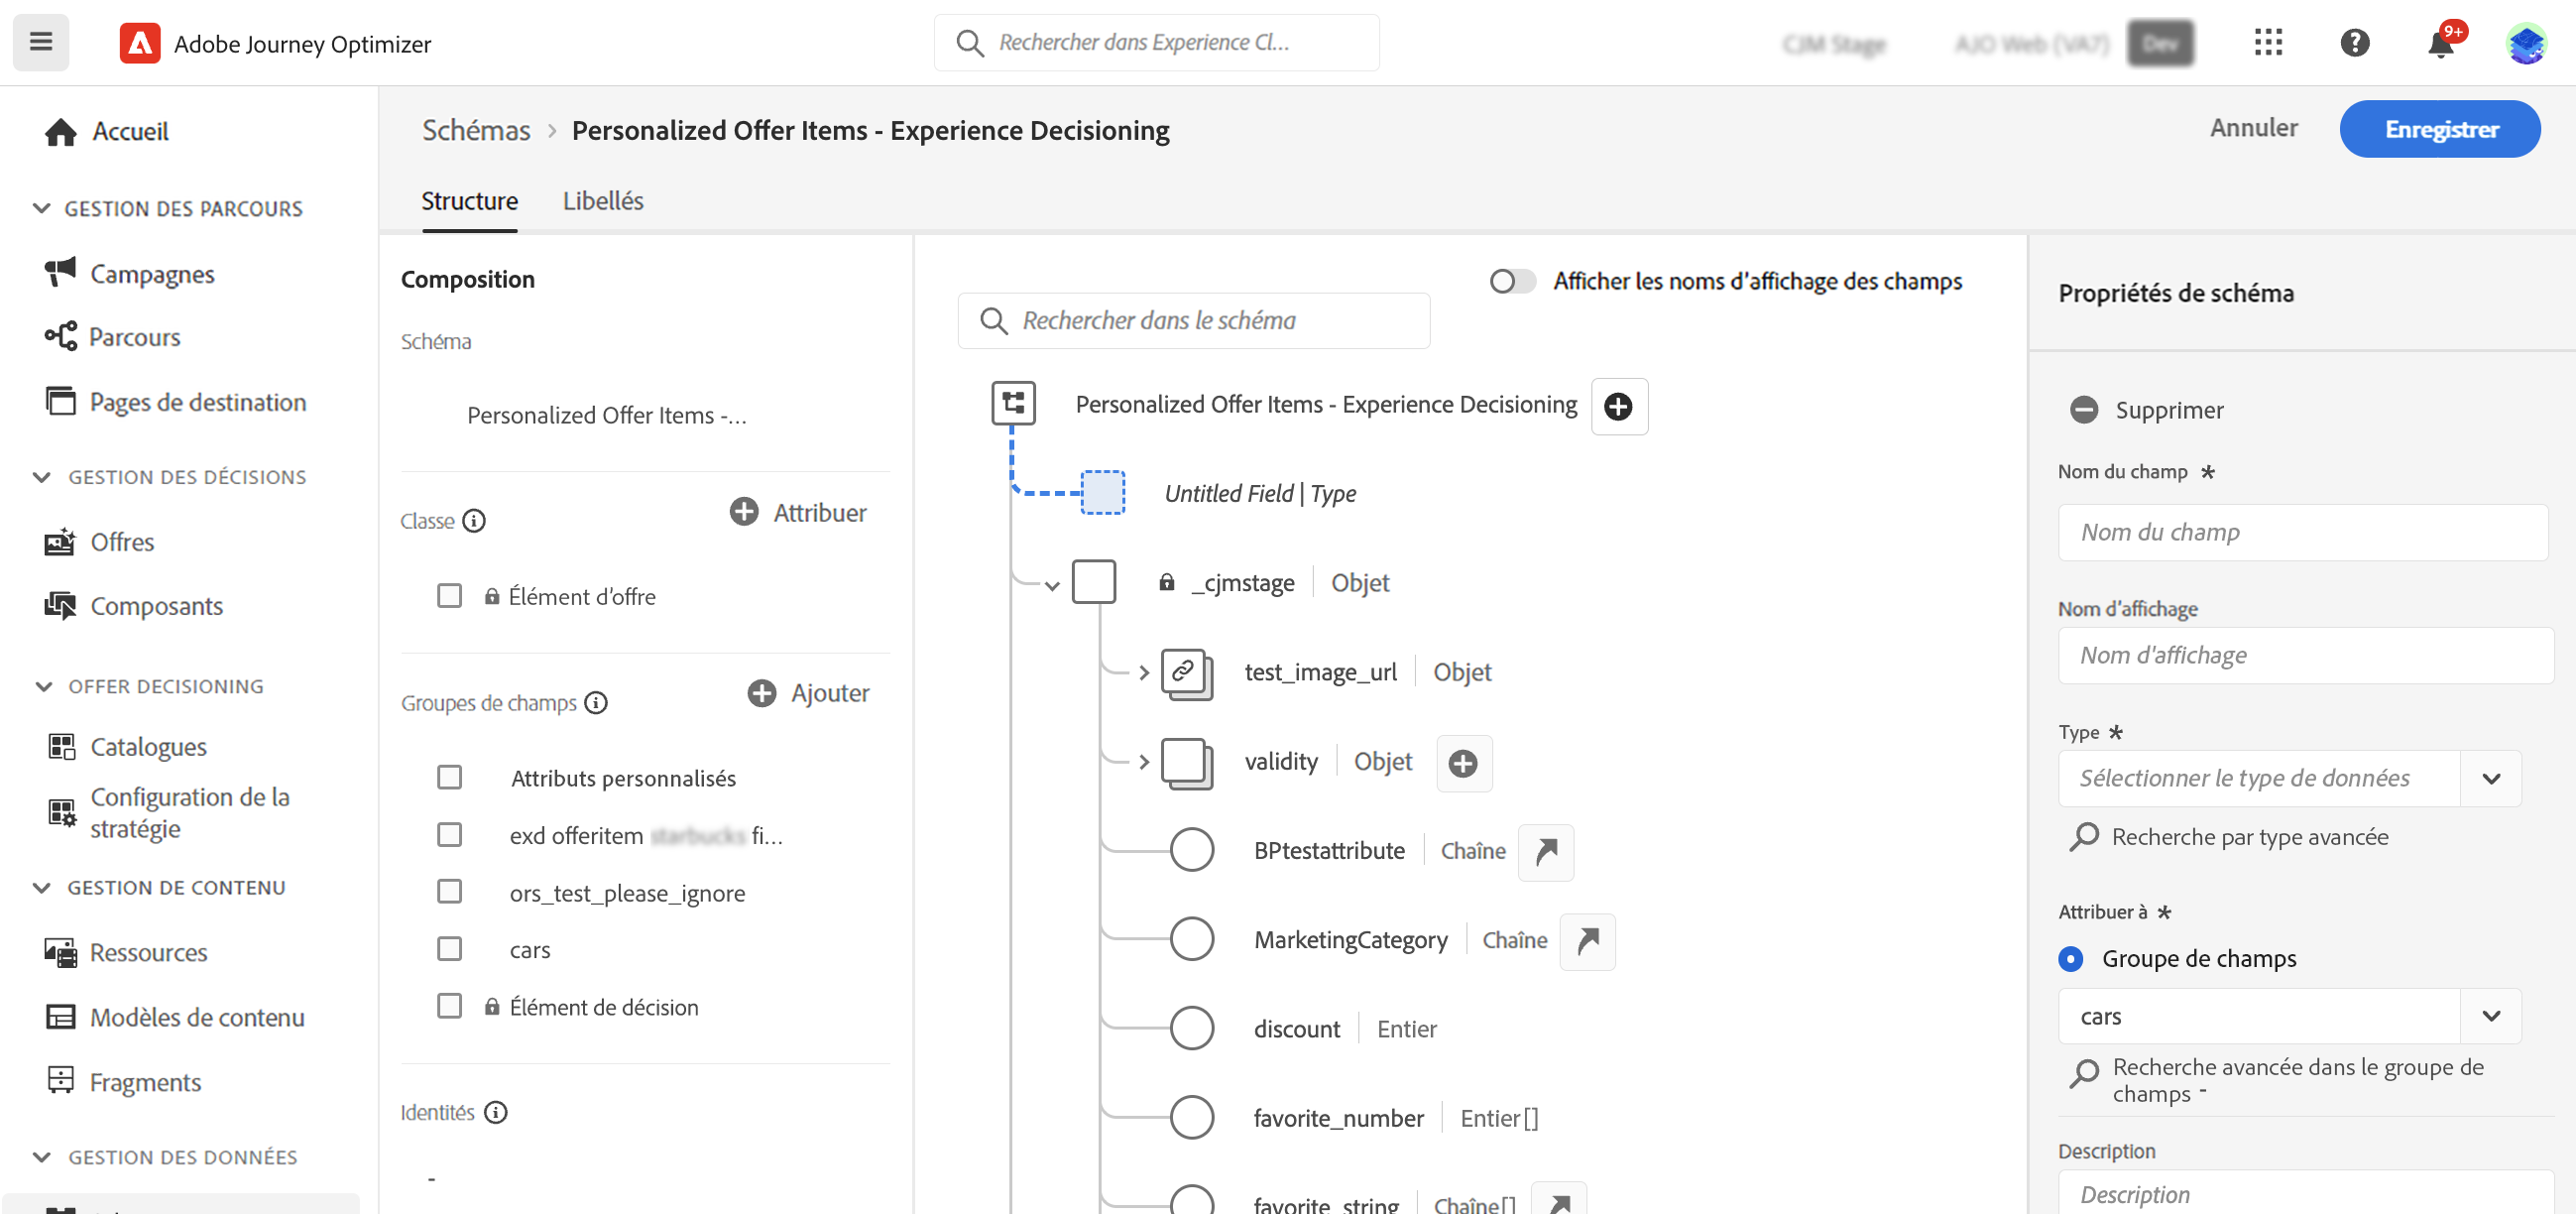 Adobe Journey Optimizer
Rechercher dans Experience Cl...
CJM Stage
AJO Web (VA7)
Dev
9+
Accueil
GESTION DES PARCOURS
Campagnes
Parcours
Pages de destination
GESTION DES DÉCISIONS
Offres
Composants
OFFER DECISIONING
Catalogues
Configuration de la
stratégie
GESTION DE CONTENU
Ressources
Modèles de contenu
Fragments
GESTION DES DONNÉES
Schémas > Personalized Offer Items - Experience Decisioning
Annuler
Enregistrer
Structure
Libellés
Composition
Schéma
Personalized Offer Items -...
Classe
Attribuer
Élément d’offre
Groupes de champs
Ajouter
Attributs personnalisés
exd offeritem starbucks fi...
ors_test_please_ignore
cars
Élément de décision
Identités
-
Afficher les noms d’affichage des champs
Rechercher dans le schéma
Personalized Offer Items - Experience Decisioning
Untitled Field | Type
_cjmstage | Objet
test_image_url | Objet
validity | Objet
BPtestattribute | Chaîne
MarketingCategory | Chaîne
discount | Entier
favorite_number | Entier[]
favorite_string | Chaîne[]
Propriétés de schéma
Supprimer
Nom du champ *
Nom du champ
Nom d’affichage
Nom d'affichage
Type *
Sélectionner le type de données
Recherche par type avancée
Attribuer à *
Groupe de champs
cars
Recherche avancée dans le groupe de
champs -
Description
Description